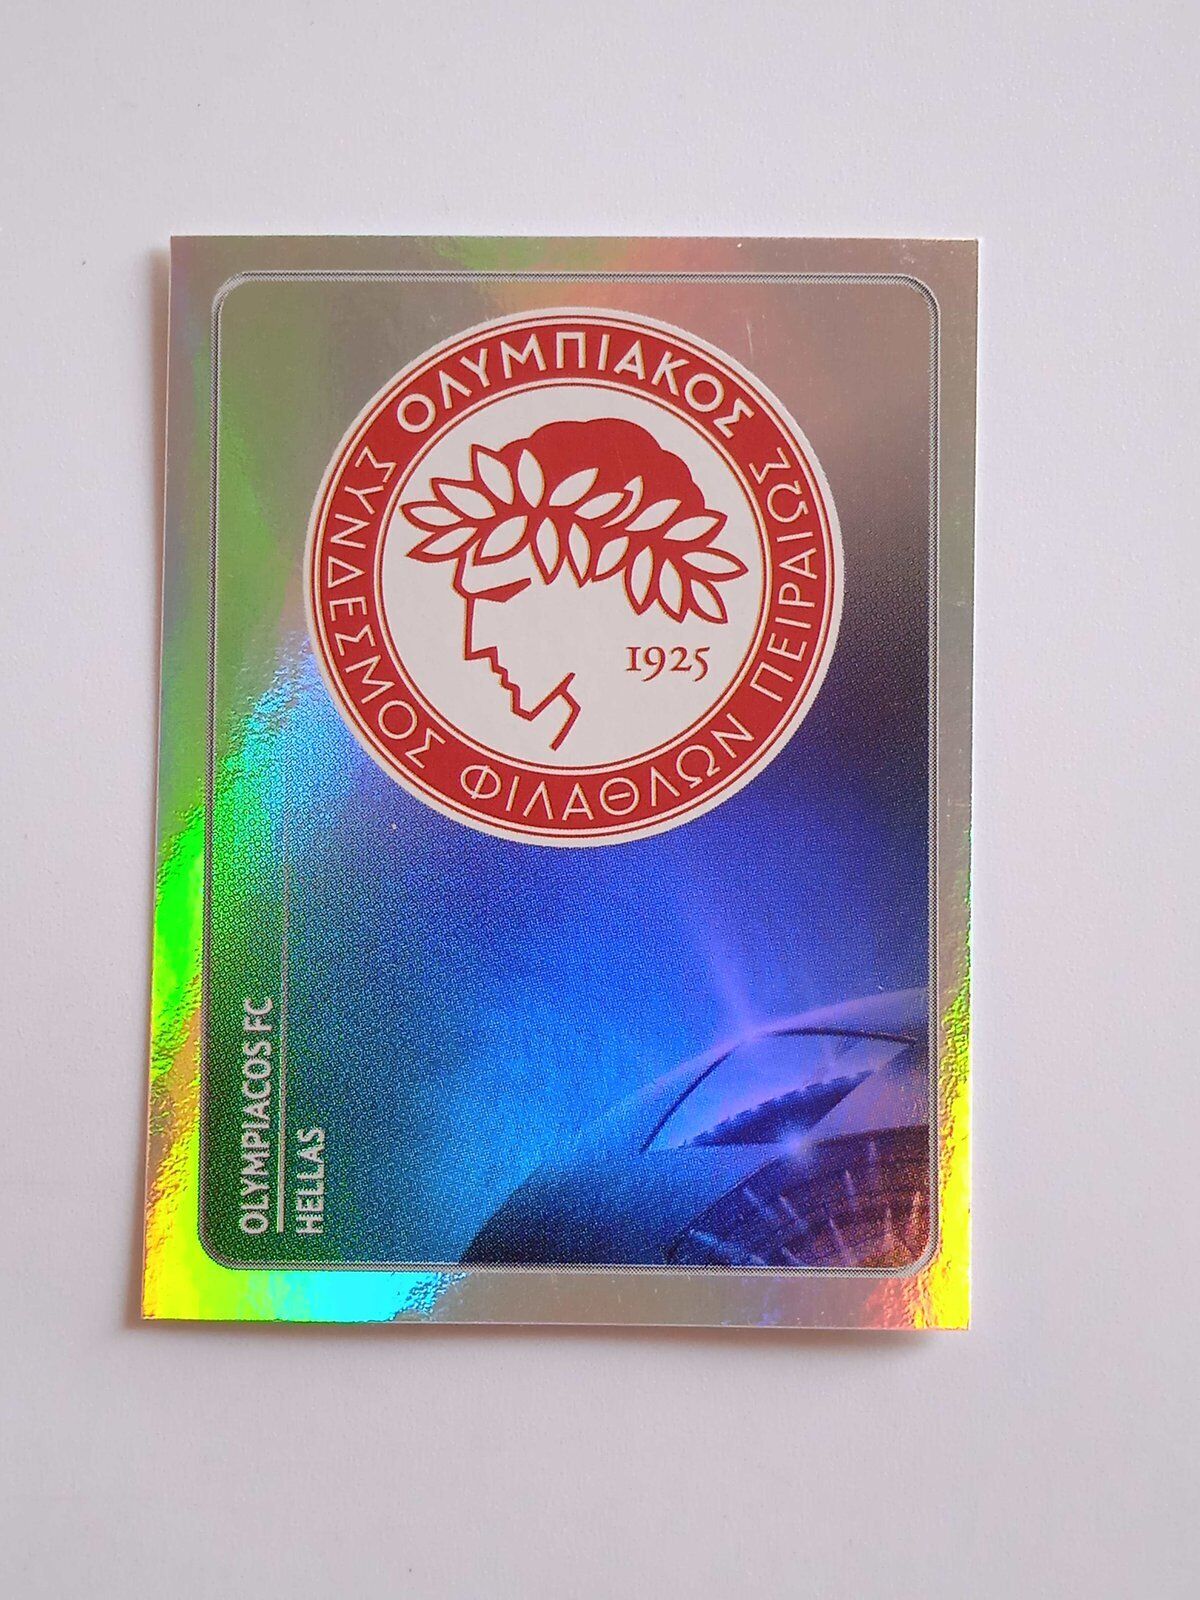 ΟΛΥΜΠΙΑΚΟΣ
ΣΥΝΔΕΣΜΟΣ ΦΙΛΑΘΛΩΝ ΠΕΙΡΑΙΩΣ
1925
OLYMPIACOS FC
HELLAS